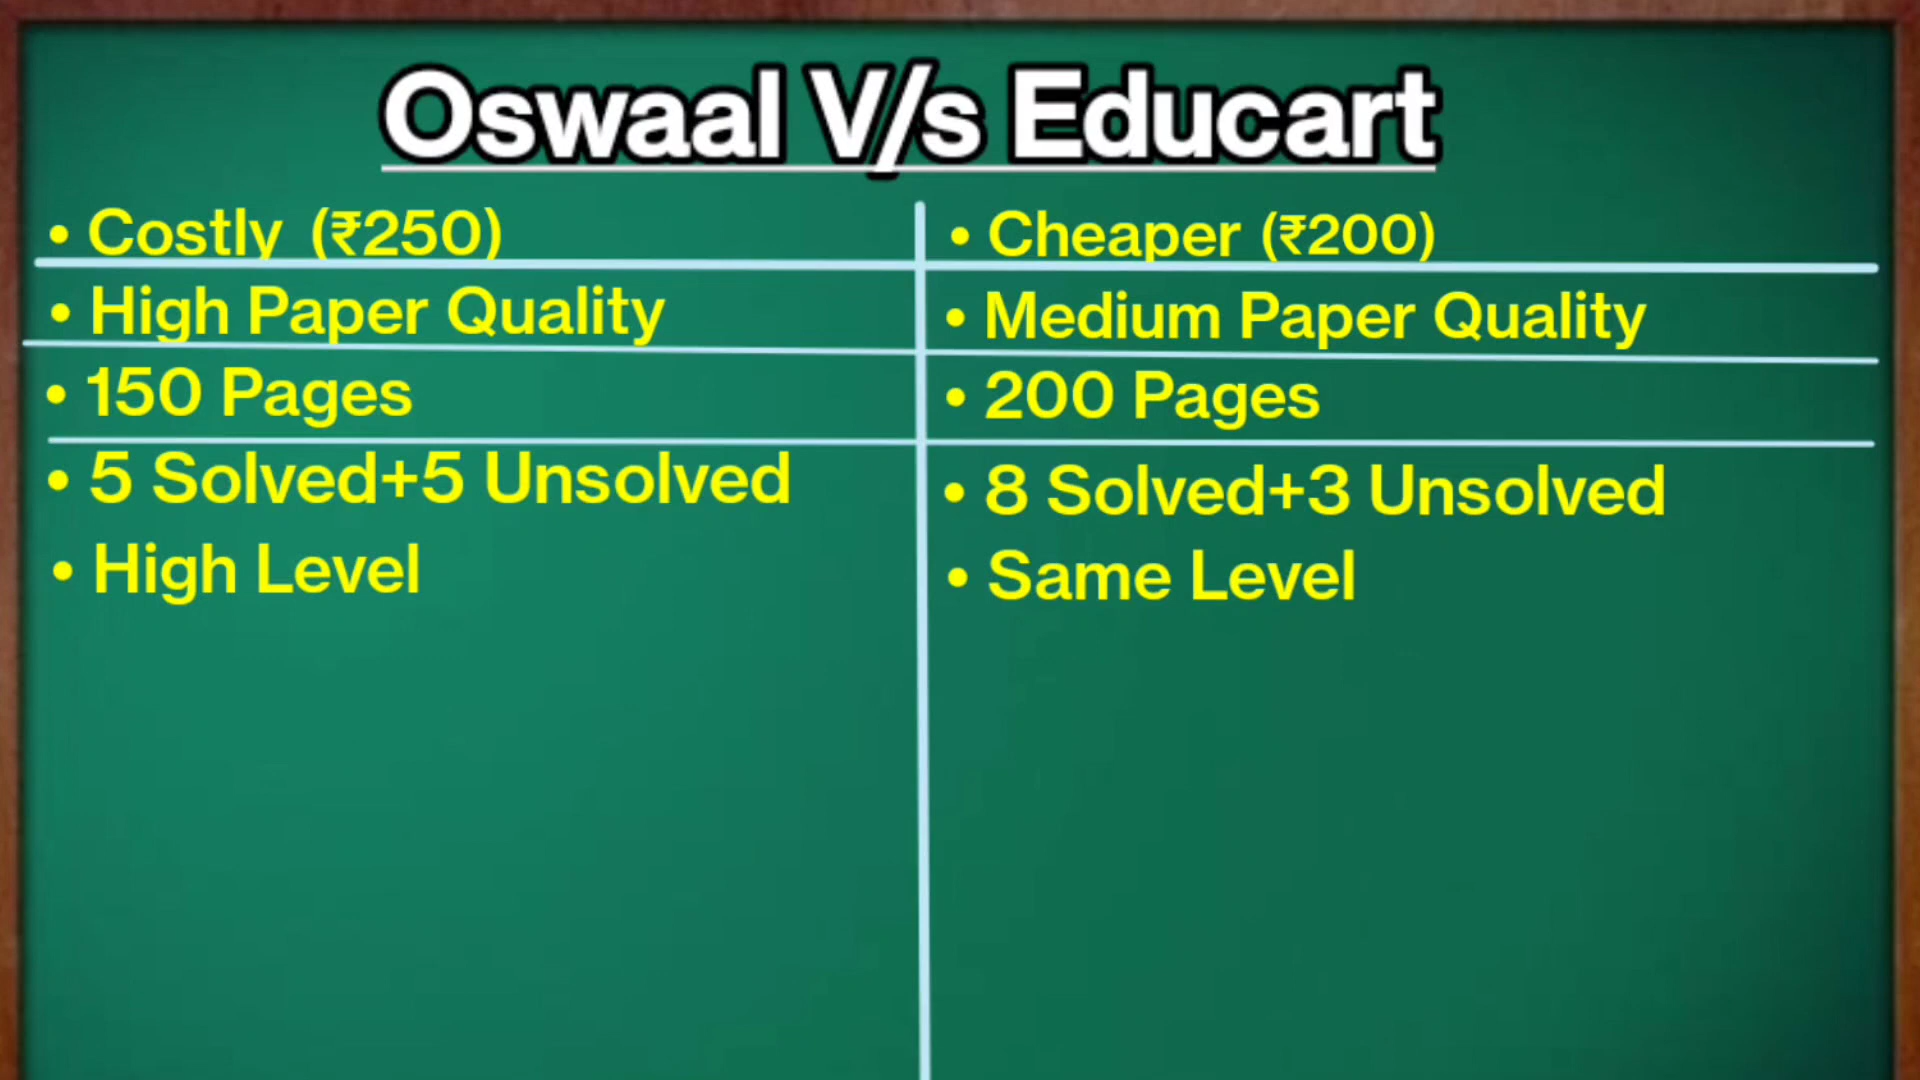 Oswaal V/s Educart
• Costly (₹250)
• Cheaper (₹200)
• High Paper Quality
• Medium Paper Quality
• 150 Pages
• 200 Pages
• 5 Solved+5 Unsolved
• 8 Solved+3 Unsolved
• High Level
• Same Level